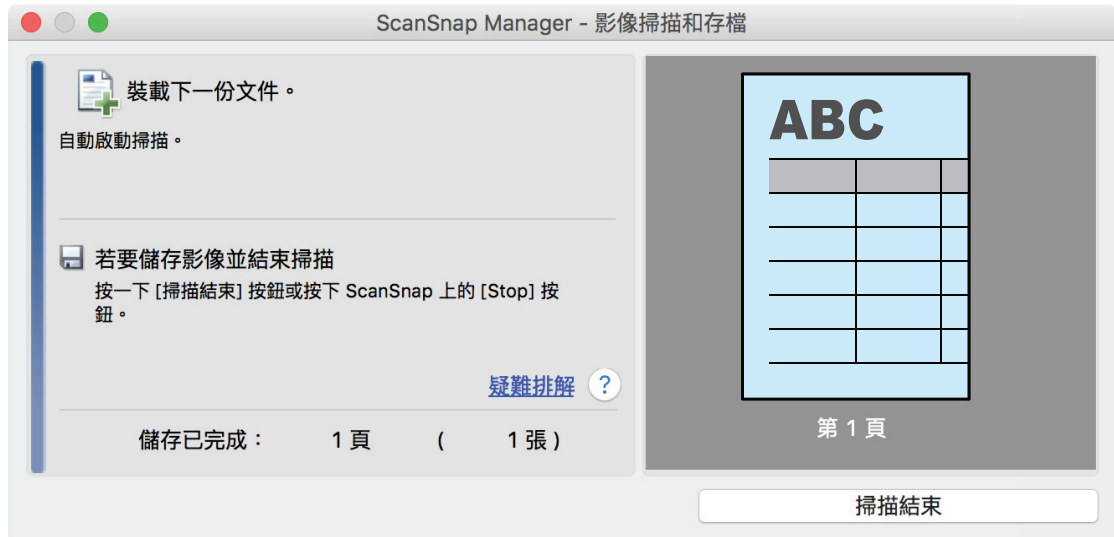 ScanSnap Manager - 影像掃描和存檔
裝載下一份文件。
自動啟動掃描。
若要儲存影像並結束掃描
按一下 [掃描結束] 按鈕或按下 ScanSnap 上的 [Stop] 按
鈕。
疑難排解 ?
儲存已完成： 1 頁 ( 1 張 )
ABC
第 1 頁
掃描結束